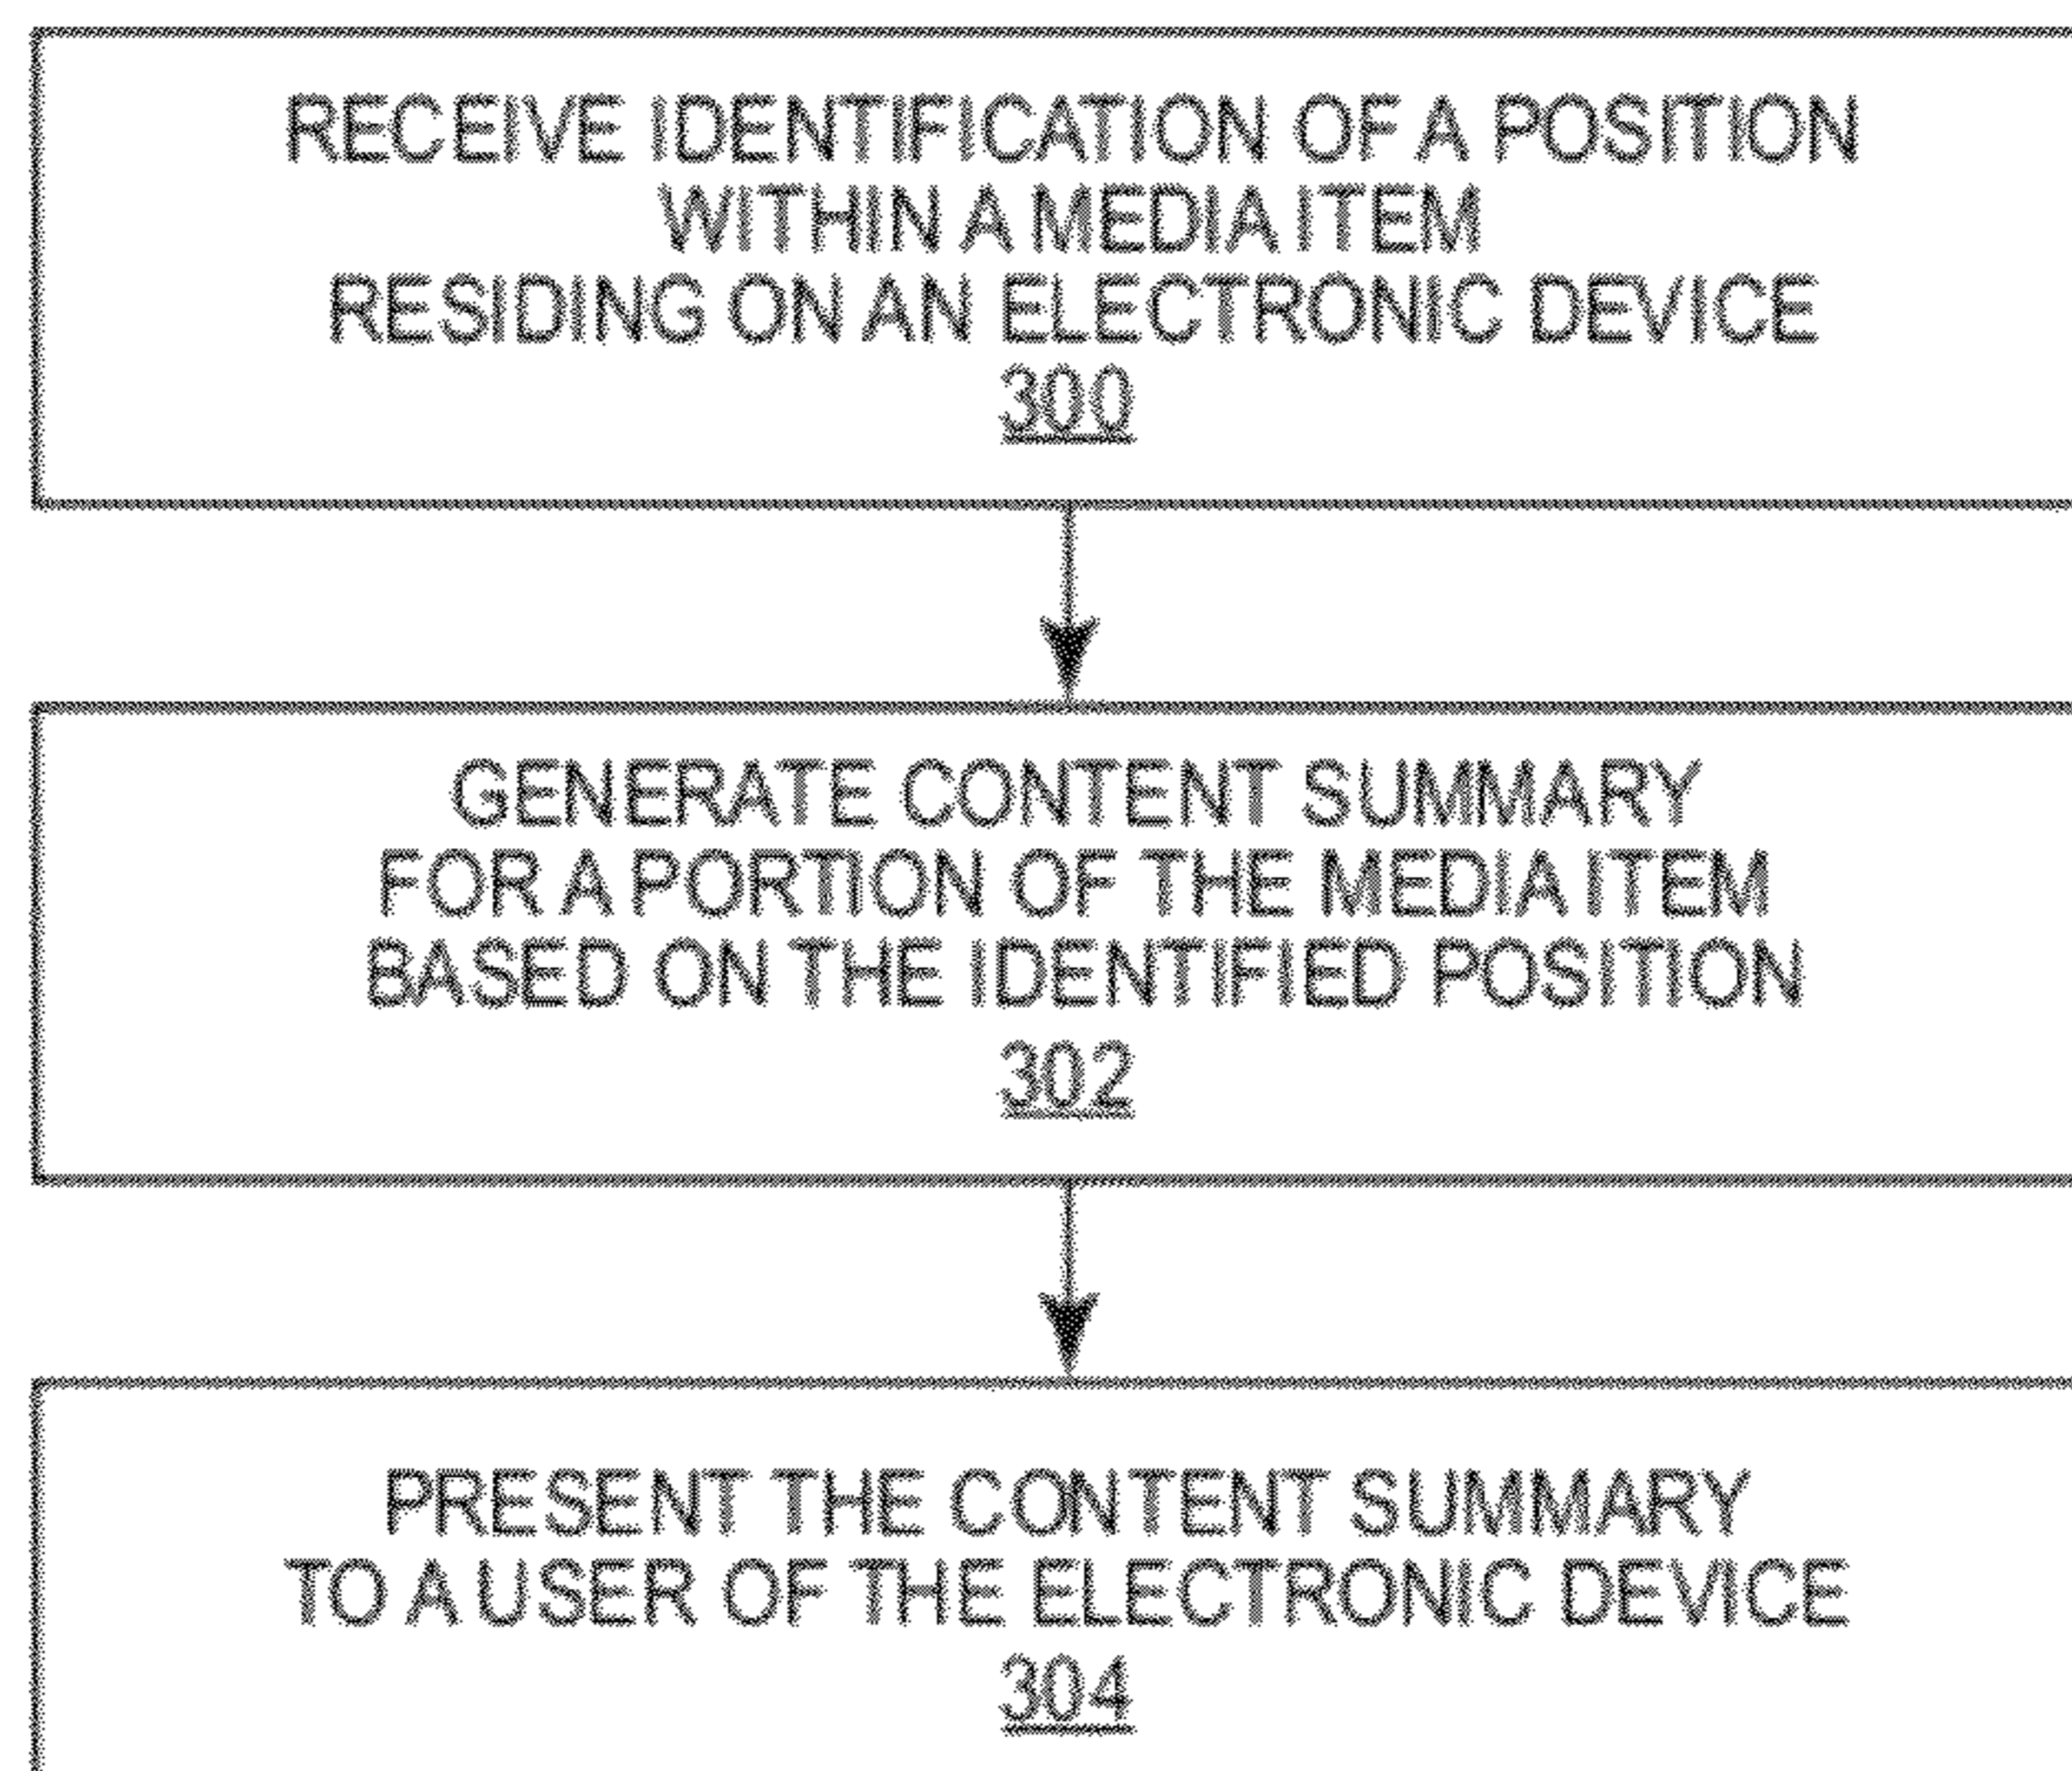 RECEIVE IDENTIFICATION OF A POSITION
WITHIN A MEDIA ITEM
RESIDING ON AN ELECTRONIC DEVICE
300
GENERATE CONTENT SUMMARY
FOR A PORTION OF THE MEDIA ITEM
BASED ON THE IDENTIFIED POSITION
302
PRESENT THE CONTENT SUMMARY
TO A USER OF THE ELECTRONIC DEVICE
304